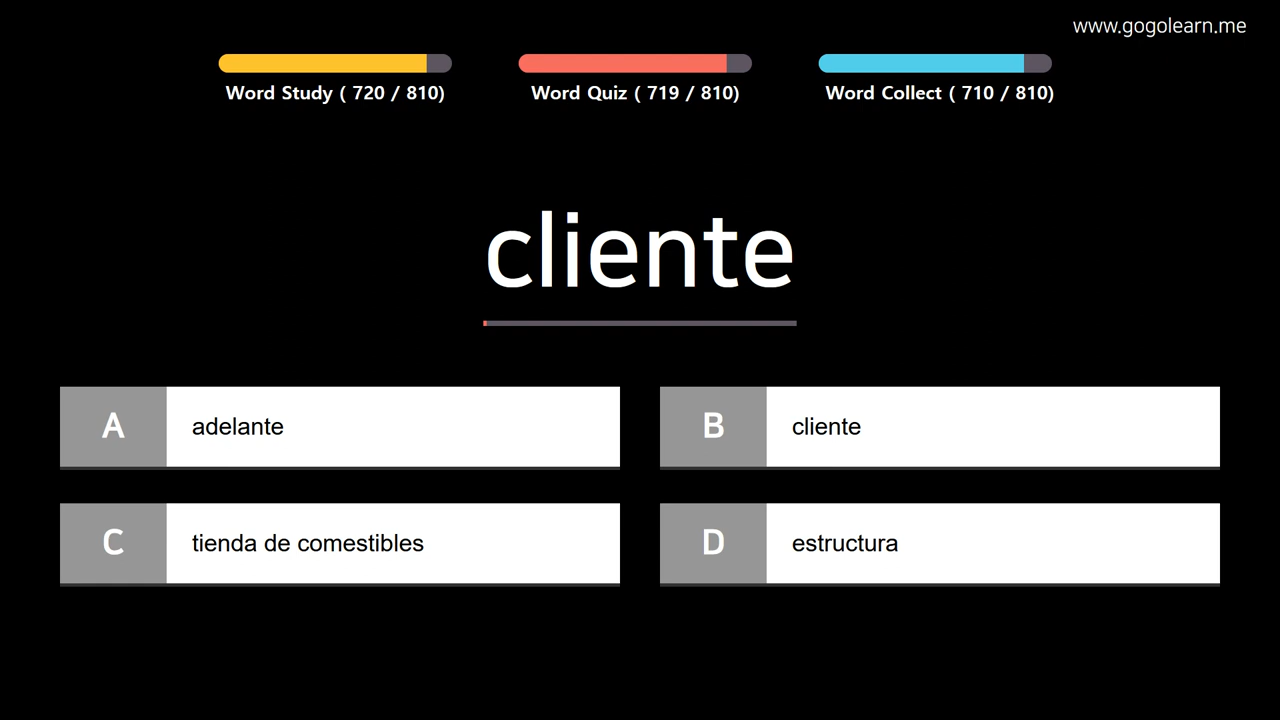 www.gogolearn.me
Word Study ( 720 / 810)
Word Quiz ( 719 / 810)
Word Collect ( 710 / 810)
cliente
A
adelante
B
cliente
C
tienda de comestibles
D
estructura